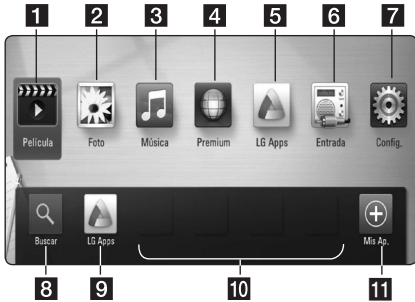 1 2 3 4 5 6 7
Película Foto Música Premium LG Apps Entrada Config.
Buscar LG Apps Mis Ap.
8 9 10 11